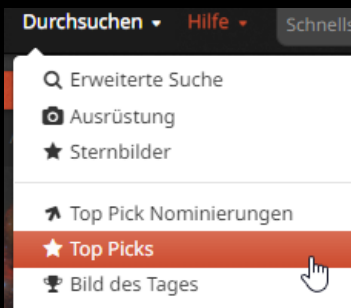 Durchsuchen Hilfe Schnells
Erweiterte Suche
Ausrüstung
Sternbilder
Top Pick Nominierungen
Top Picks
Bild des Tages